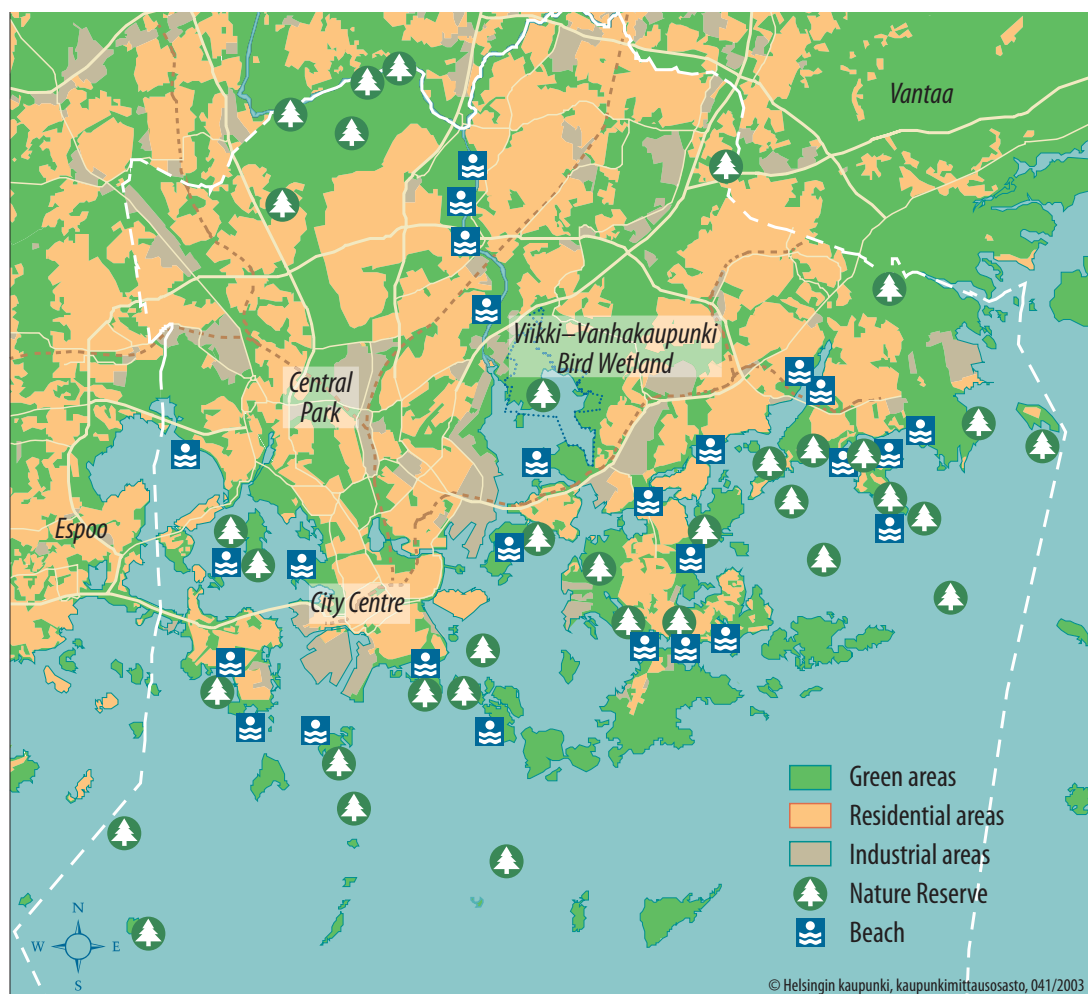 Vantaa
Viikki–Vanhakaupunki
Bird Wetland
Central
Park
Espoo
City Centre
Green areas
Residential areas
Industrial areas
Nature Reserve
Beach
N
W E
S
© Helsingin kaupunki, kaupunkimittausosasto, 041/2003